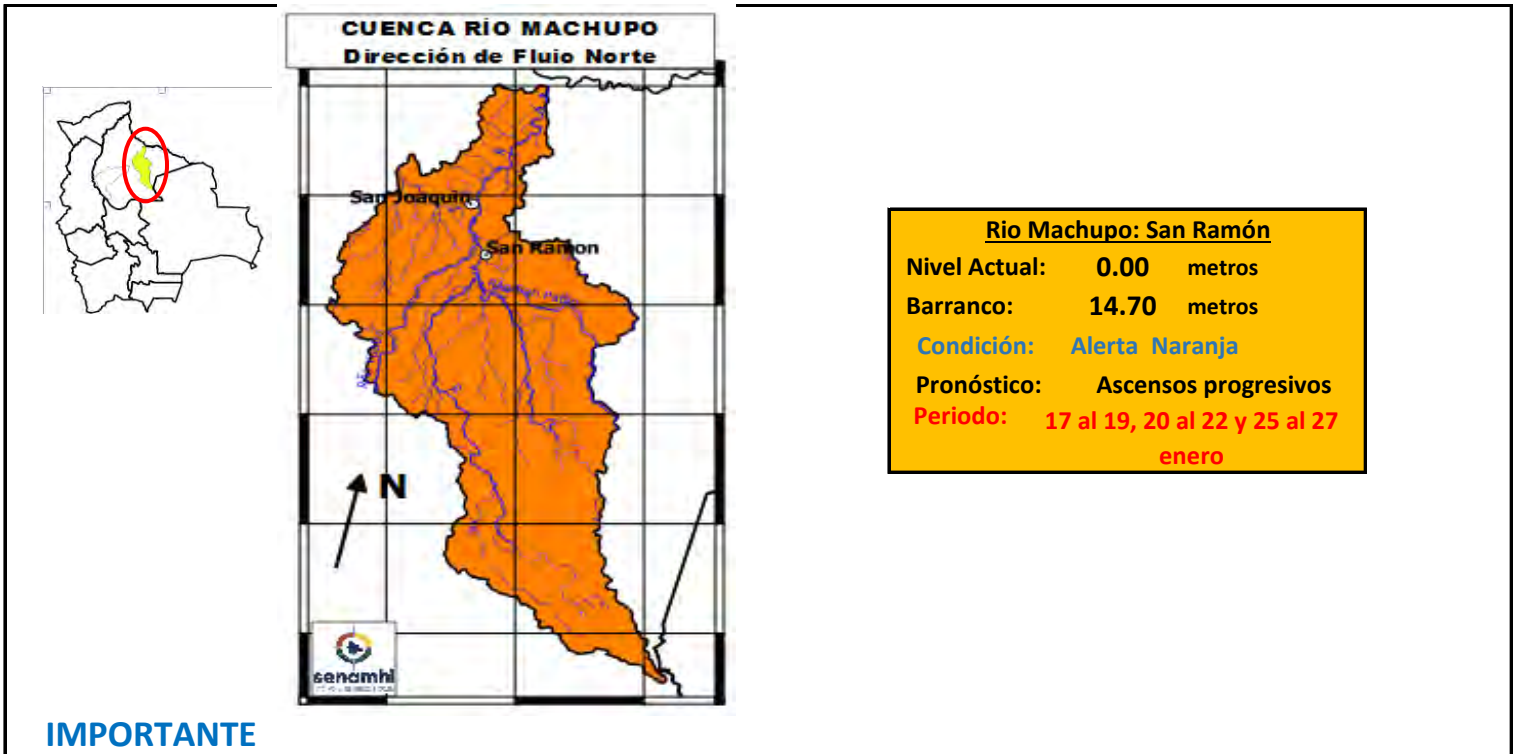 CUENCA RÍO MACHUPO
Dirección de Flujo Norte
San Joaquin
San Ramon
N
senamhi
Rio Machupo: San Ramón
Nivel Actual: 0.00 metros
Barranco: 14.70 metros
Condición: Alerta Naranja
Pronóstico: Ascensos progresivos
Periodo: 17 al 19, 20 al 22 y 25 al 27
enero
IMPORTANTE